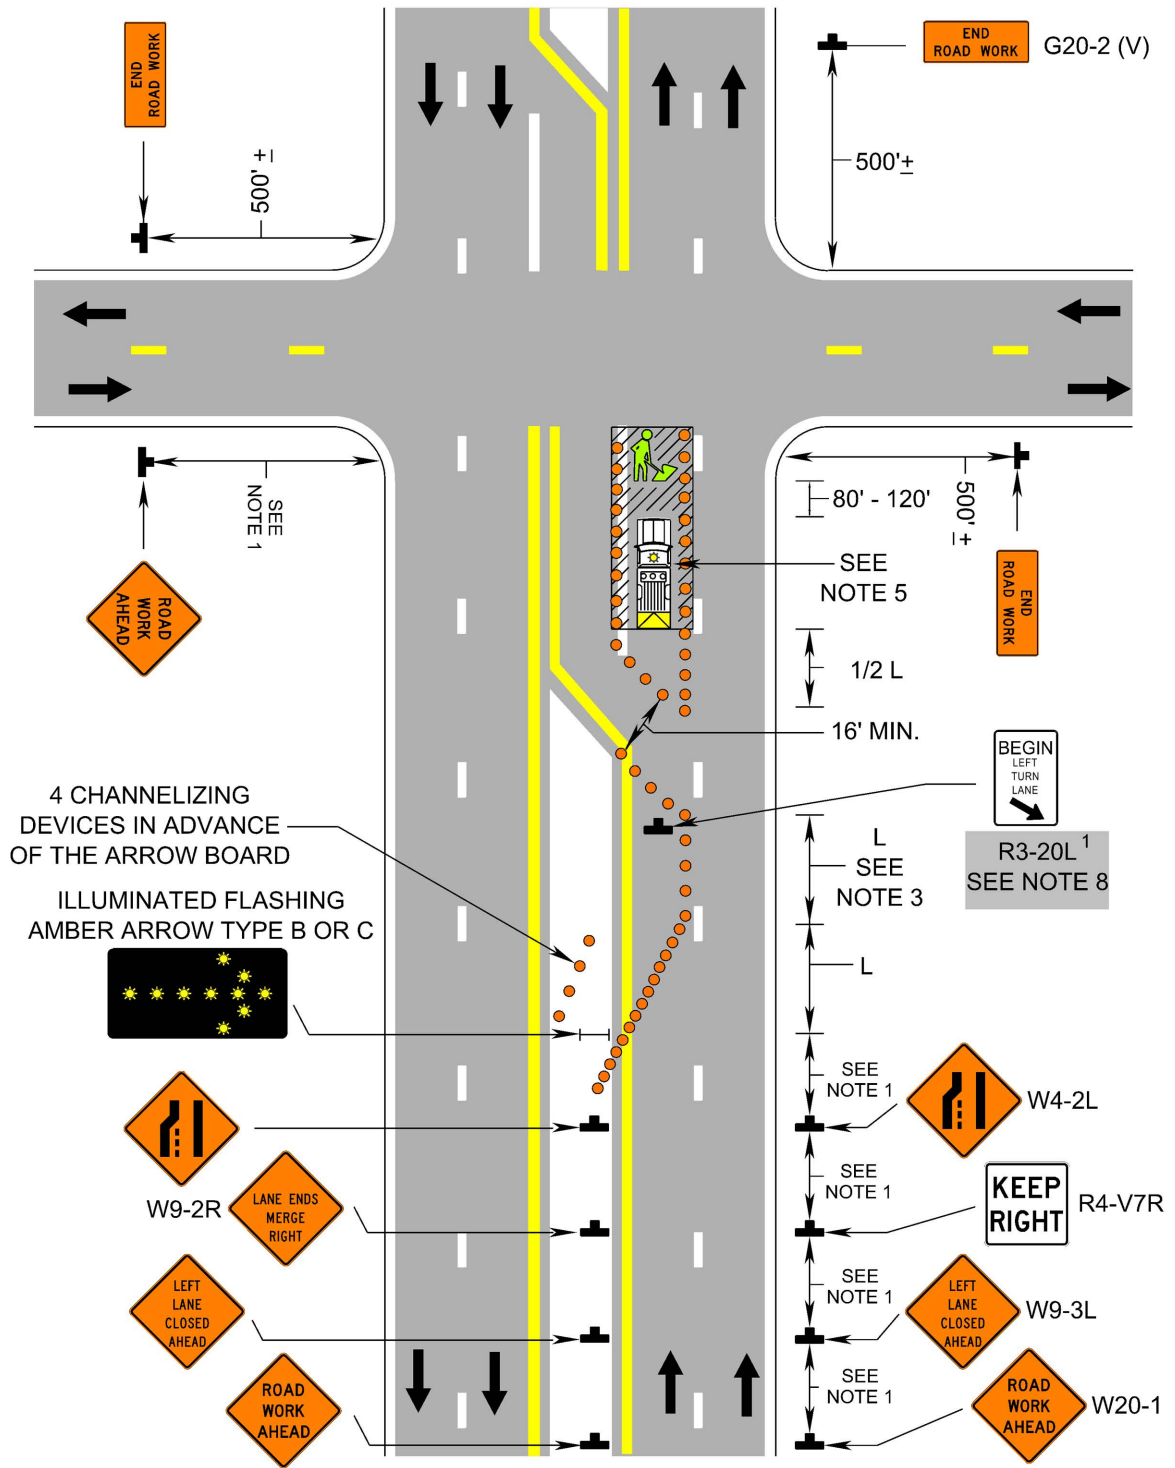 END
ROAD WORK
END
ROAD WORK
G20-2 (V)
500' ±
500'±
SEE
NOTE 1
ROAD
WORK
AHEAD
80' - 120'
500' ±
SEE
NOTE 5
END
ROAD WORK
1/2 L
16' MIN.
BEGIN
LEFT
TURN
LANE
R3-20L 1
SEE NOTE 8
4 CHANNELIZING
DEVICES IN ADVANCE
OF THE ARROW BOARD
L
SEE
NOTE 3
ILLUMINATED FLASHING
AMBER ARROW TYPE B OR C
L
SEE
NOTE 1
W4-2L
SEE
NOTE 1
W9-2R
LANE ENDS
MERGE
RIGHT
KEEP
RIGHT
R4-V7R
SEE
NOTE 1
LEFT
LANE
CLOSED
AHEAD
LEFT
LANE
CLOSED
AHEAD
W9-3L
SEE
NOTE 1
ROAD
WORK
AHEAD
ROAD
WORK
AHEAD
W20-1